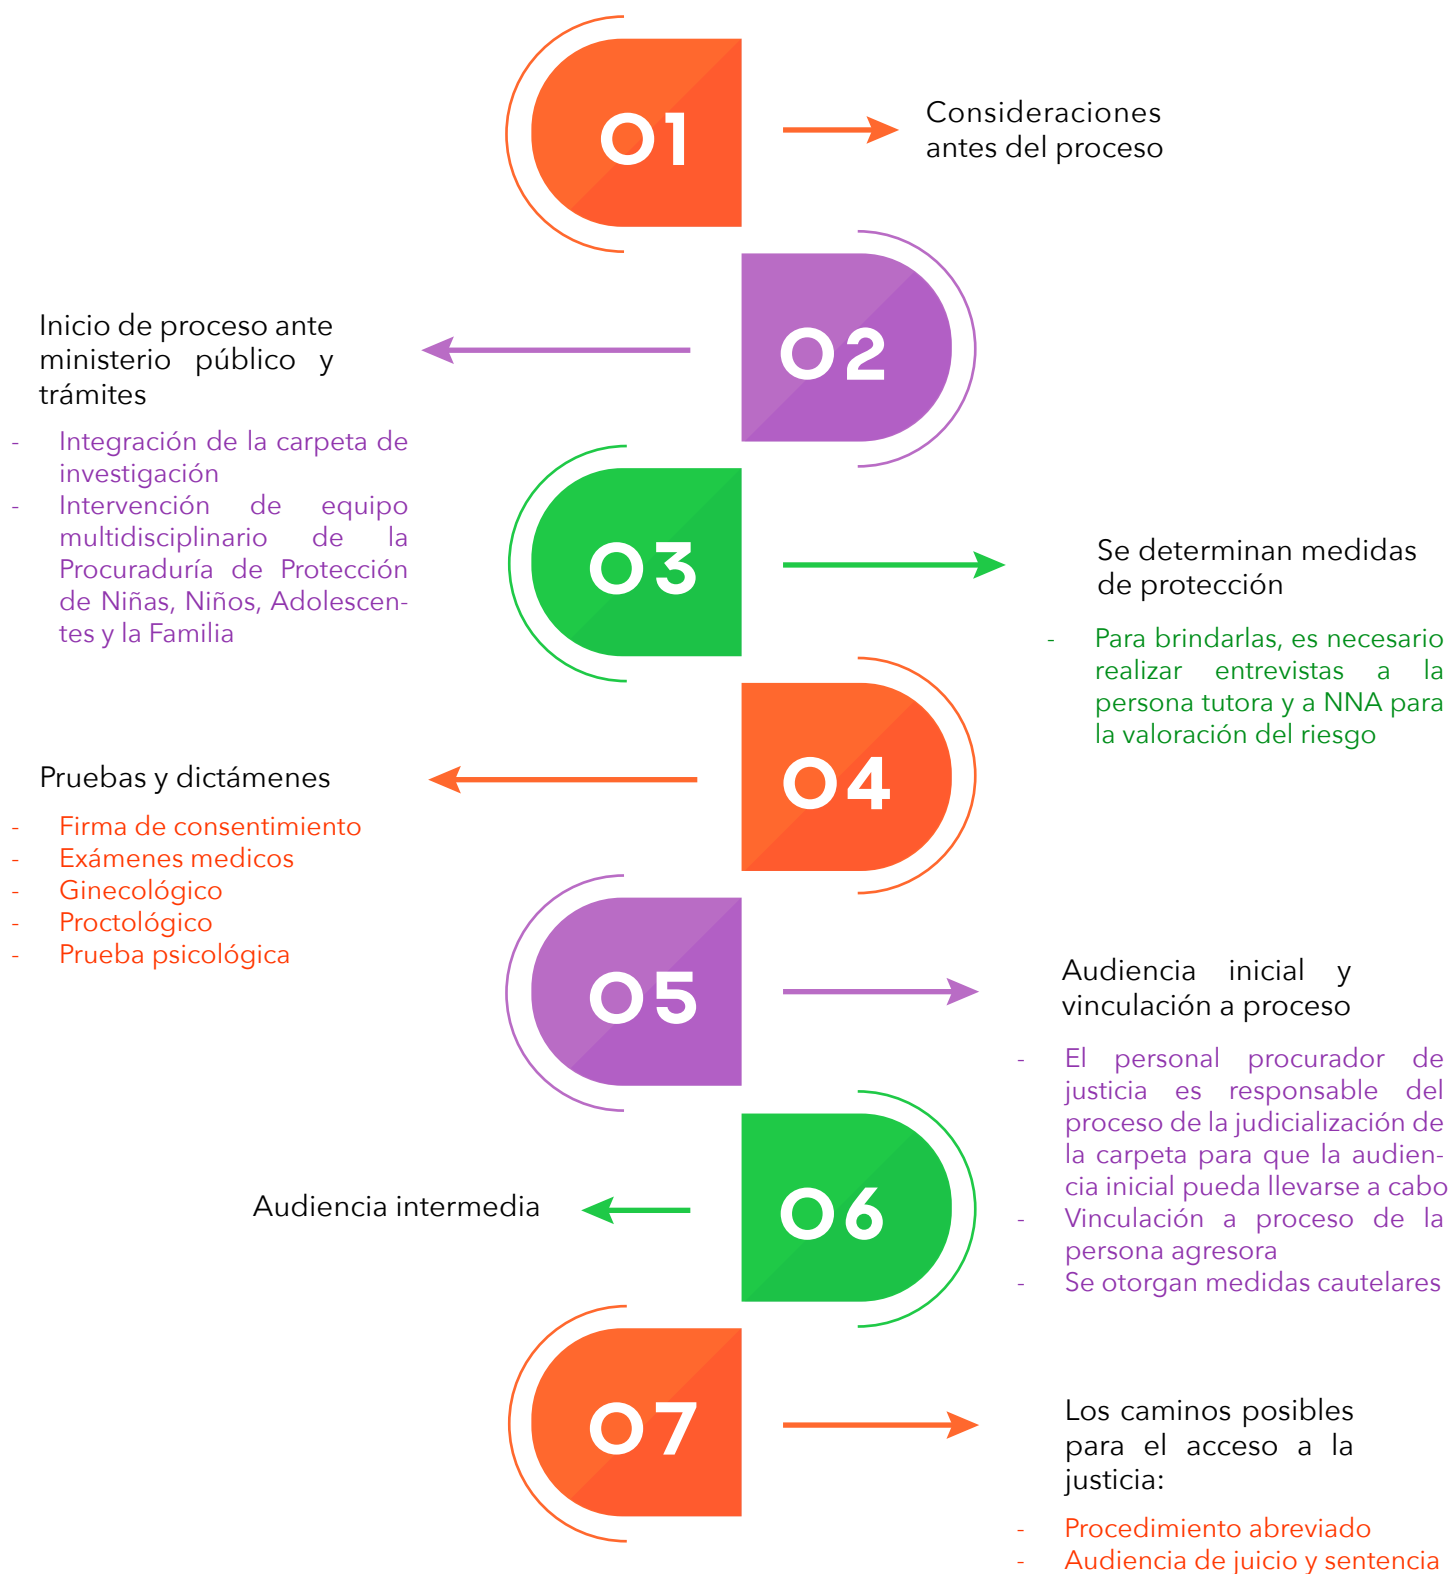 01
Consideraciones
antes del proceso
02
Inicio de proceso ante
ministerio público y
trámites
- Integración de la carpeta de
investigación
- Intervención de equipo
multidisciplinario de la
Procuraduría de Protección
de Niñas, Niños, Adolescen-
tes y la Familia
03
Se determinan medidas
de protección
- Para brindarlas, es necesario
realizar entrevistas a la
persona tutora y a NNA para
la valoración del riesgo
04
Pruebas y dictámenes
- Firma de consentimiento
- Exámenes medicos
- Ginecológico
- Proctológico
- Prueba psicológica
05
Audiencia inicial y
vinculación a proceso
- El personal procurador de
justicia es responsable del
proceso de la judicialización de
la carpeta para que la audien-
cia inicial pueda llevarse a cabo
- Vinculación a proceso de la
persona agresora
- Se otorgan medidas cautelares
06
Audiencia intermedia
07
Los caminos posibles
para el acceso a la
justicia:
- Procedimiento abreviado
- Audiencia de juicio y sentencia